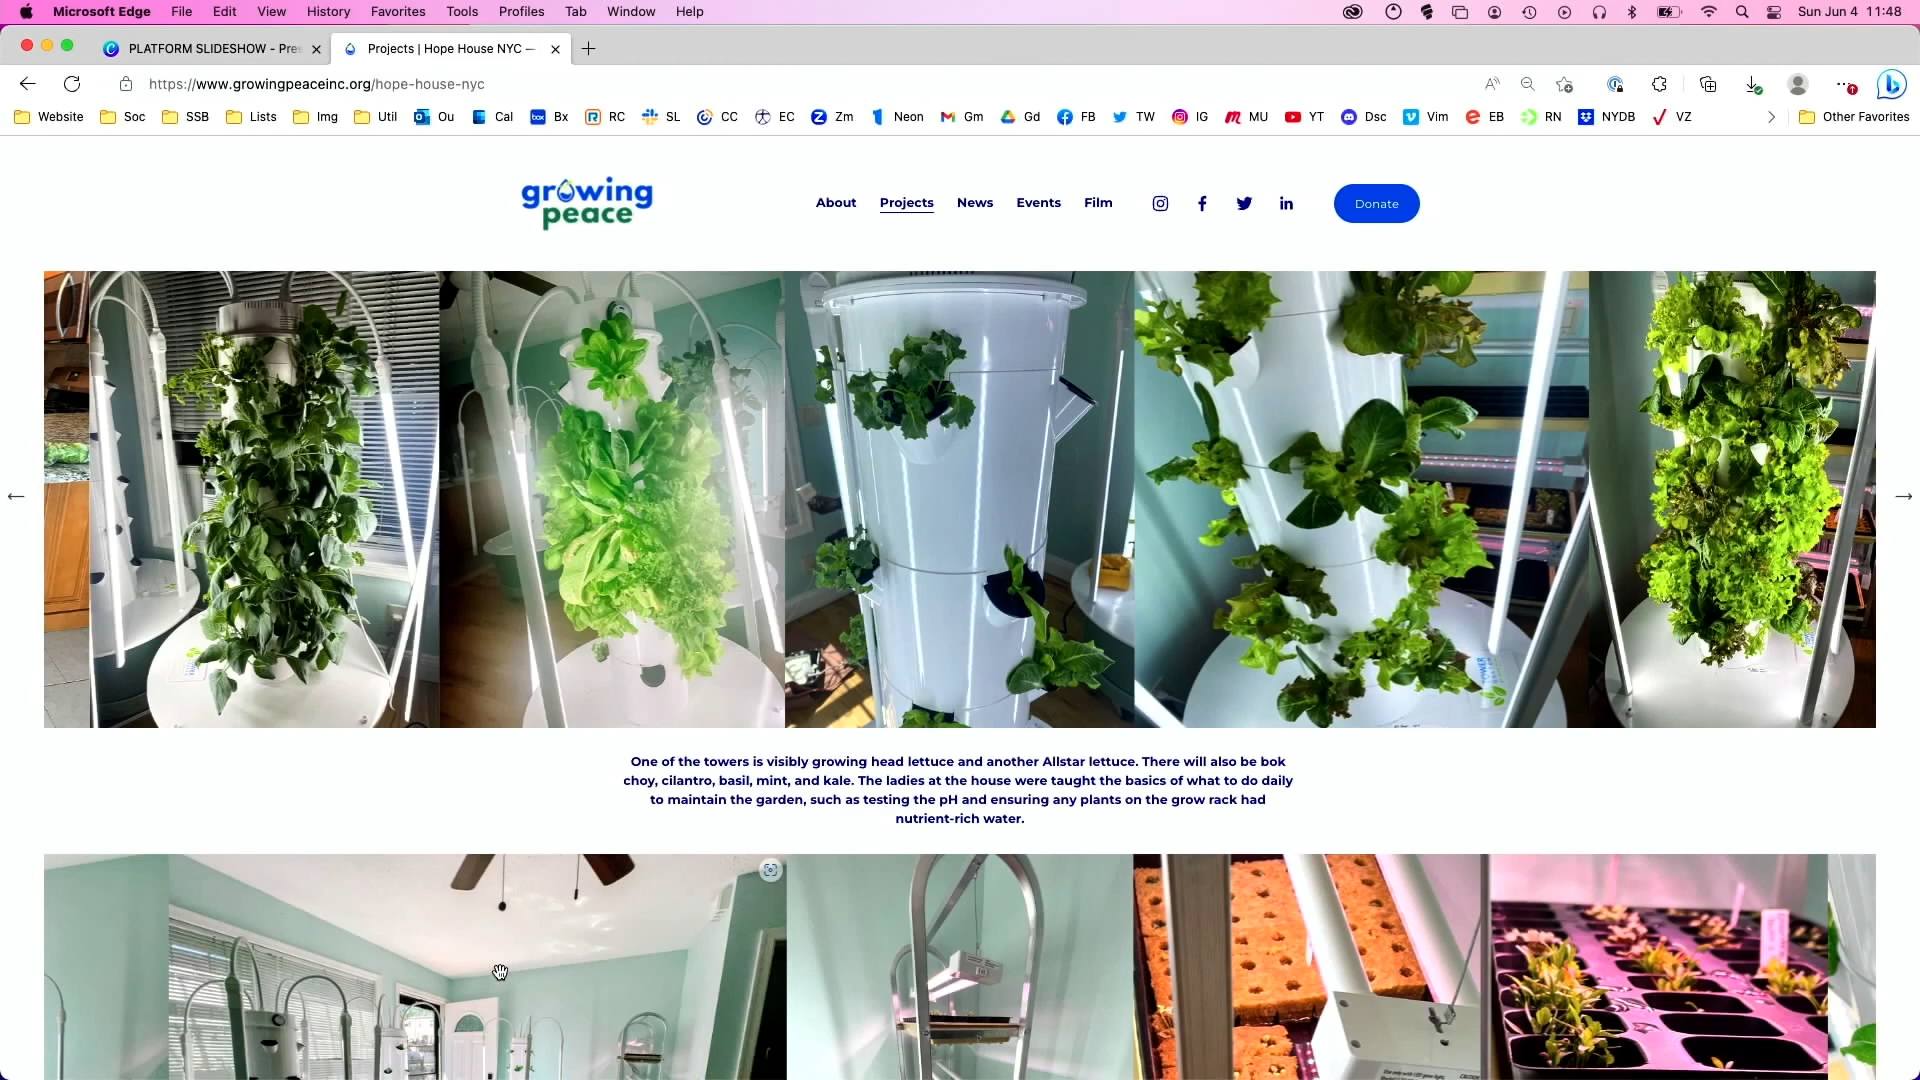 Microsoft Edge File Edit View History Favorites Tools Profiles Tab Window Help Sun Jun 4 11:48
PLATFORM SLIDESHOW - Pres Projects | Hope House NYC —
https://www.growingpeaceinc.org/hope-house-nyc
Website Soc SSB Lists Img Util Ou Cal Bx RC SL CC EC Zm Neon Gm Gd FB TW IG MU YT Dsc Vim EB RN NYDB VZ Other Favorites
growing
peace
About Projects News Events Film Donate
TOWER
One of the towers is visibly growing head lettuce and another Allstar lettuce. There will also be bok
choy, cilantro, basil, mint, and kale. The ladies at the house were taught the basics of what to do daily
to maintain the garden, such as testing the pH and ensuring any plants on the grow rack had
nutrient-rich water.